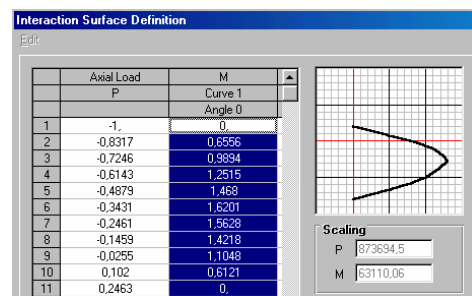 Interaction Surface Definition
Edit
Axial Load M
P Curve 1
Angle 0
1 -1, 0,
2 -0,8317 0,6556
3 -0,7246 0,9894
4 -0,6143 1,2515
5 -0,4879 1,468
6 -0,3431 1,6201
7 -0,2461 1,5628
8 -0,1459 1,4218
9 -0,0255 1,1048
10 0,102 0,6121
11 0,2463 0,
Scaling
P 873694,5
M 63110,06